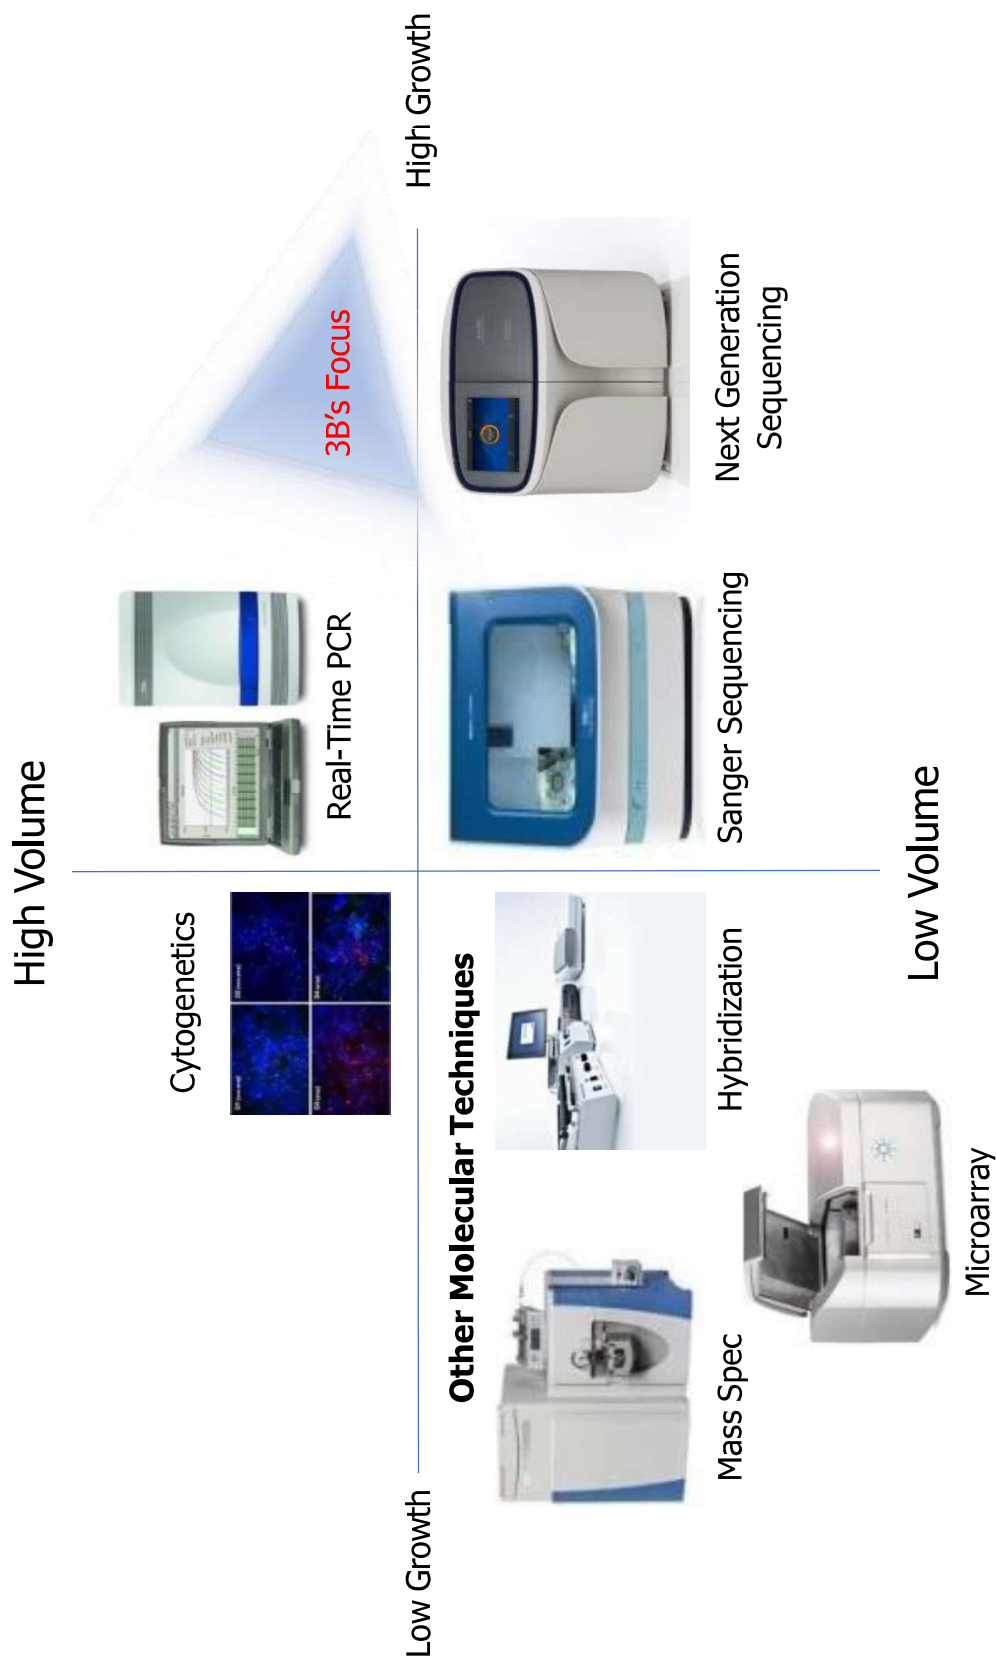 High Volume
Cytogenetics
Real-Time PCR
3B's Focus
Low Growth
High Growth
Other Molecular Techniques
Mass Spec
Hybridization
Sanger Sequencing
Next Generation
Sequencing
Microarray
Low Volume